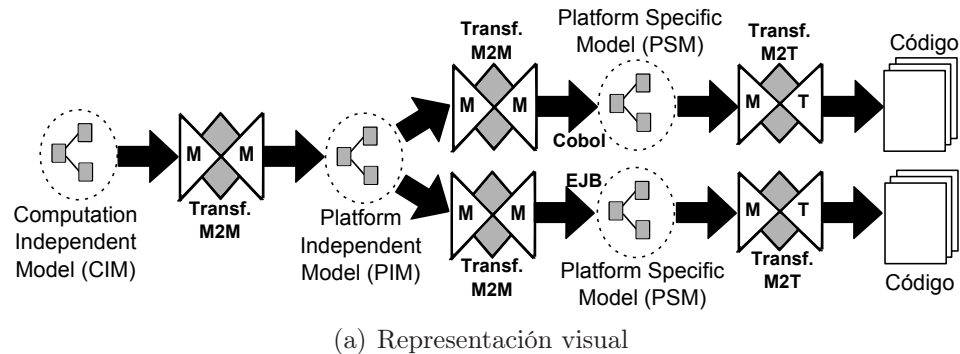 Transf.
M2M
Platform Specific
Model (PSM)
Transf.
M2T
Código
M M
M T
Cobol
M M
Transf.
M2M
Computation
Independent
Model (CIM)
Platform
Independent
Model (PIM)
EJB
M M
M T
Transf.
M2M
Platform Specific
Model (PSM)
Transf.
M2T
Código
(a) Representación visual